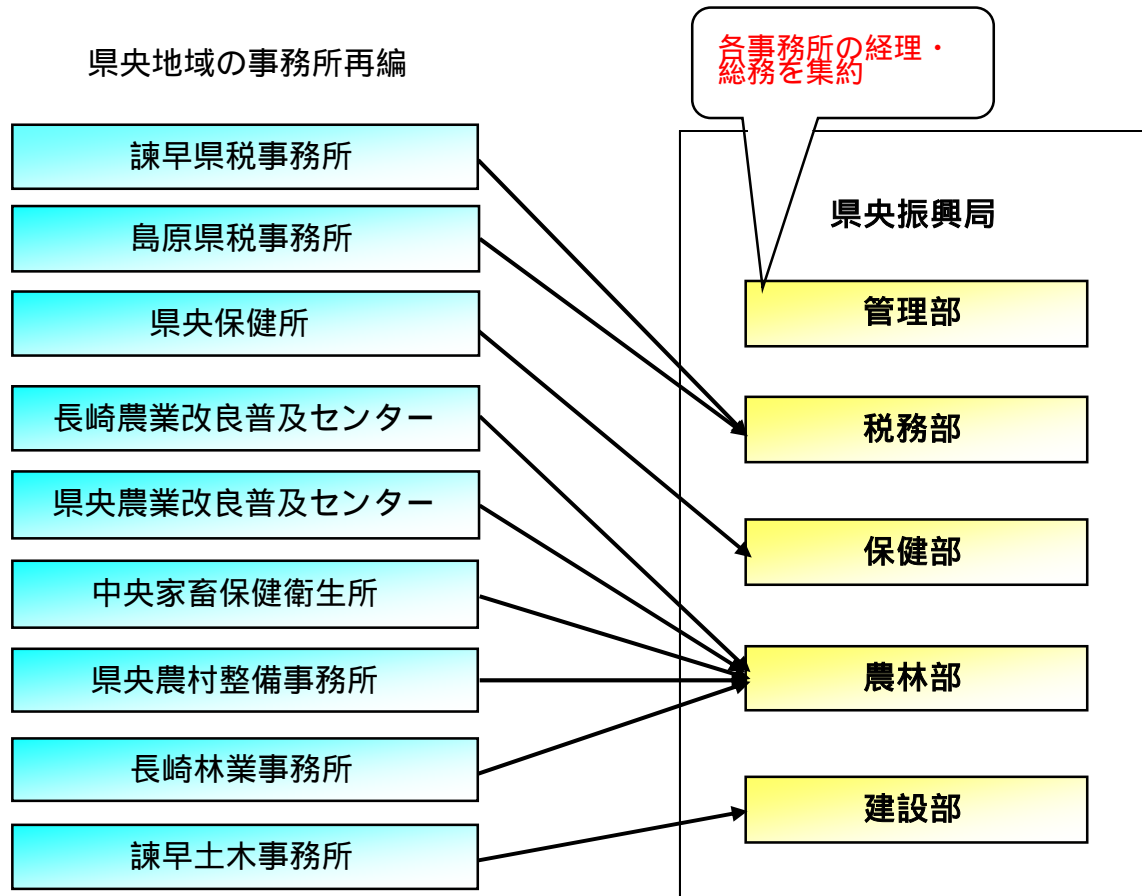 県央地域の事務所再編
各事務所の経理・
総務を集約
諫早県税事務所
島原県税事務所
県央保健所
長崎農業改良普及センター
県央農業改良普及センター
中央家畜保健衛生所
県央農村整備事務所
長崎林業事務所
諫早土木事務所
県央振興局
管理部
税務部
保健部
農林部
建設部